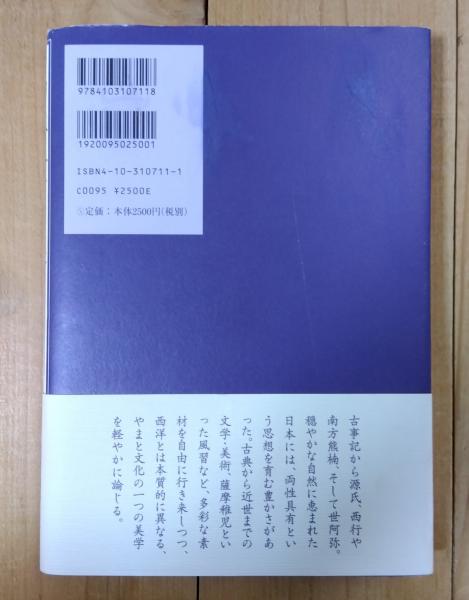 9784103107118
1920095025001
ISBN4-10-310711-1
C0095 ¥2500E
Ⓢ定価：本体2500円(税別)
古事記から源氏、西行や
南方熊楠、そして世阿弥。
穏やかな自然に恵まれた
日本には、両性具有とい
う思想を育む豊かさがあ
った。古典から近世までの
文学・美術、薩摩稚児とい
った風習など、多彩な素
材を自由に行き来しつつ、
西洋とは本質的に異なる、
やまと文化の一つの美学
を軽やかに論じる。